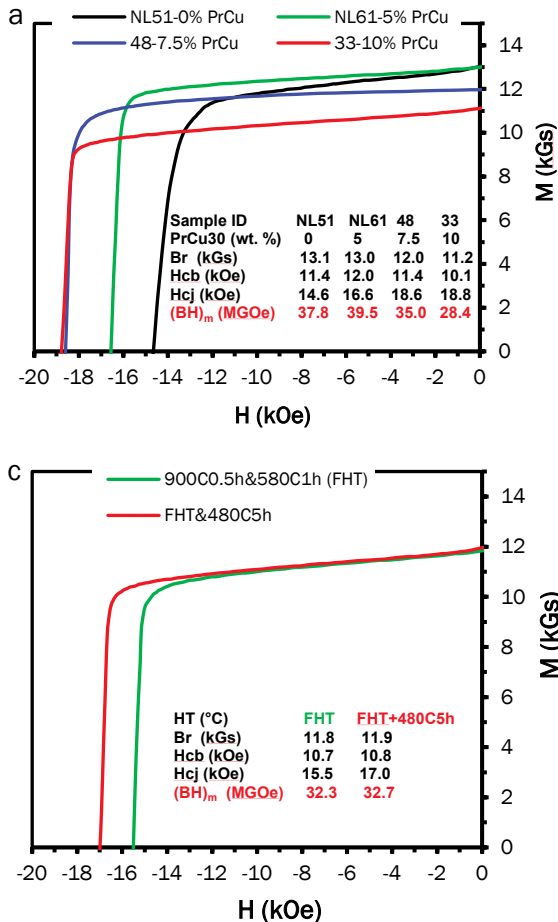 a
NL51-0% PrCu NL61-5% PrCu
48-7.5% PrCu 33-10% PrCu
14
12
10
8
6
4
2
0
M (kGs)
Sample ID NL51 NL61 48 33
PrCu30 (wt. %) 0 5 7.5 10
Br (kGs) 13.1 13.0 12.0 11.2
Hcb (kOe) 11.4 12.0 11.4 10.1
Hcj (kOe) 14.6 16.6 18.6 18.8
(BH)m (MGOe) 37.8 39.5 35.0 28.4
-20 -18 -16 -14 -12 -10 -8 -6 -4 -2 0
H (kOe)
c
900C0.5h&580C1h (FHT)
FHT&480C5h
14
12
10
8
6
4
2
0
M (kGs)
HT (°C) FHT FHT+480C5h
Br (kGs) 11.8 11.9
Hcb (kOe) 10.7 10.8
Hcj (kOe) 15.5 17.0
(BH)m (MGOe) 32.3 32.7
-16 -14 -12 -10 -8 -6 -4 -2 0
H (kOe)